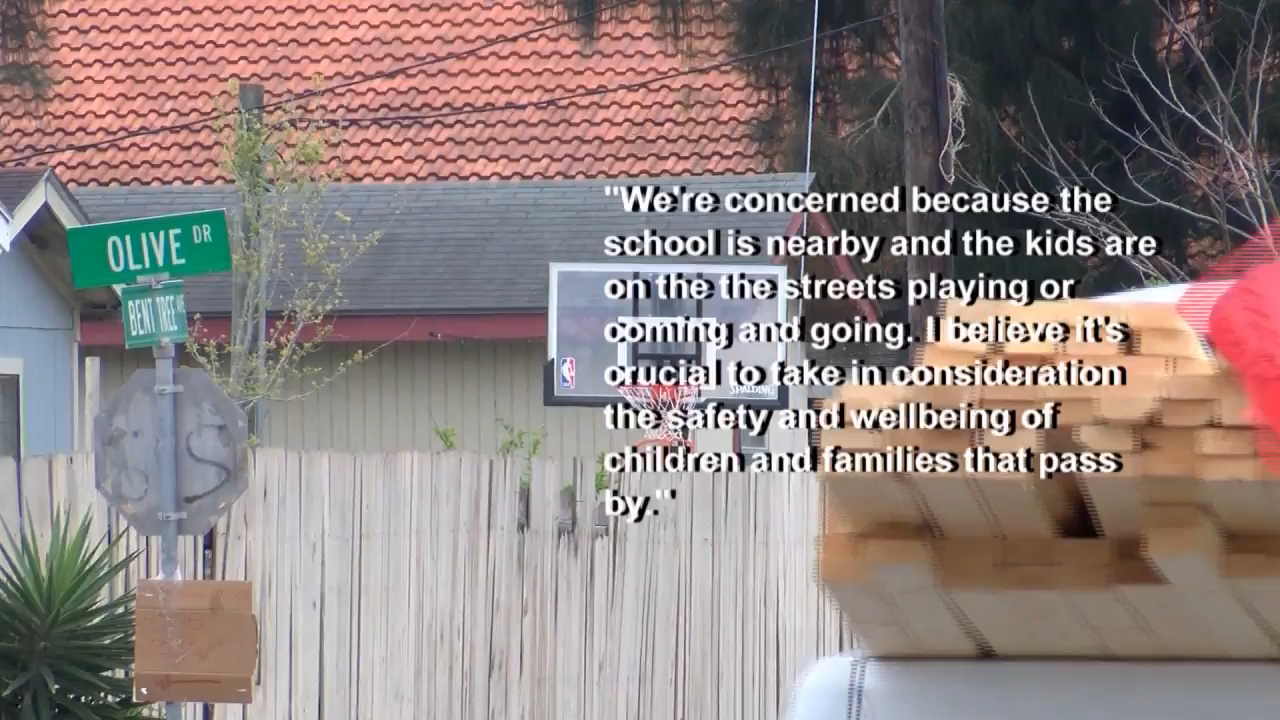 OLIVE DR
BENT TREE AVE
"We're concerned because the
school is nearby and the kids are
on the the streets playing or
coming and going. I believe it's
crucial to take in consideration
the safety and wellbeing of
children and families that pass
by."
SPALDING